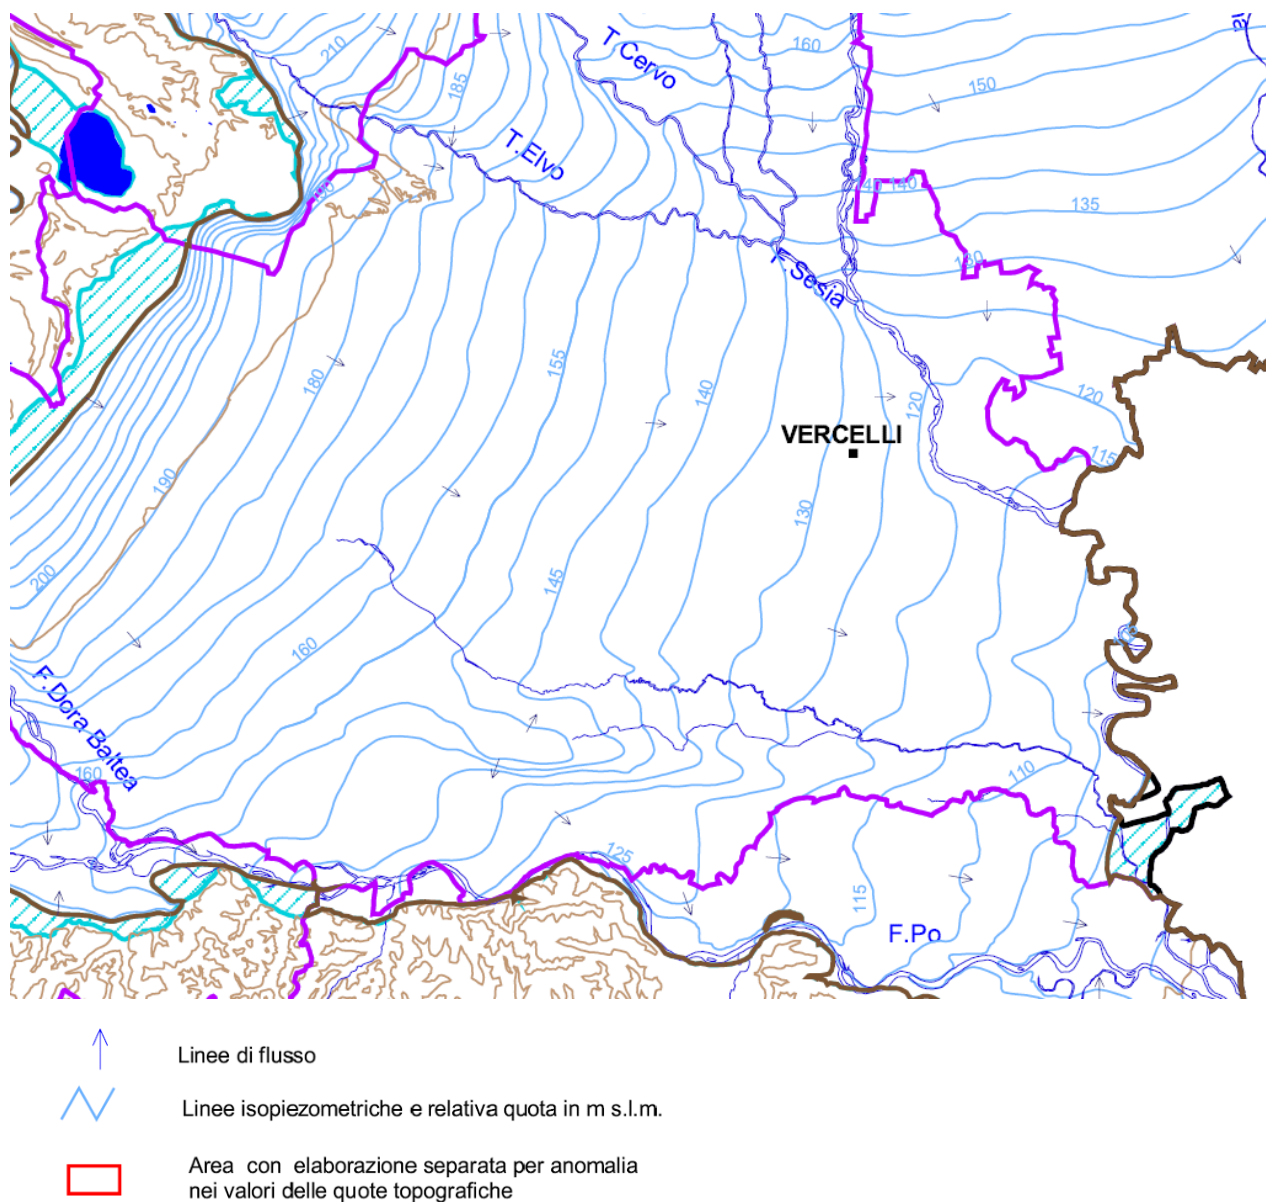 210
185
T.Cervo
160
150
T.Elvo
190
140
140
135
F.Sesia
130
180
155
140
120
120
VERCELLI
115
190
130
200
145
160
F.Dora Baltea
160
110
125
115
F.Po
Linee di flusso
Linee isopiezometriche e relativa quota in m s.l.m.
Area con elaborazione separata per anomalia
nei valori delle quote topografiche